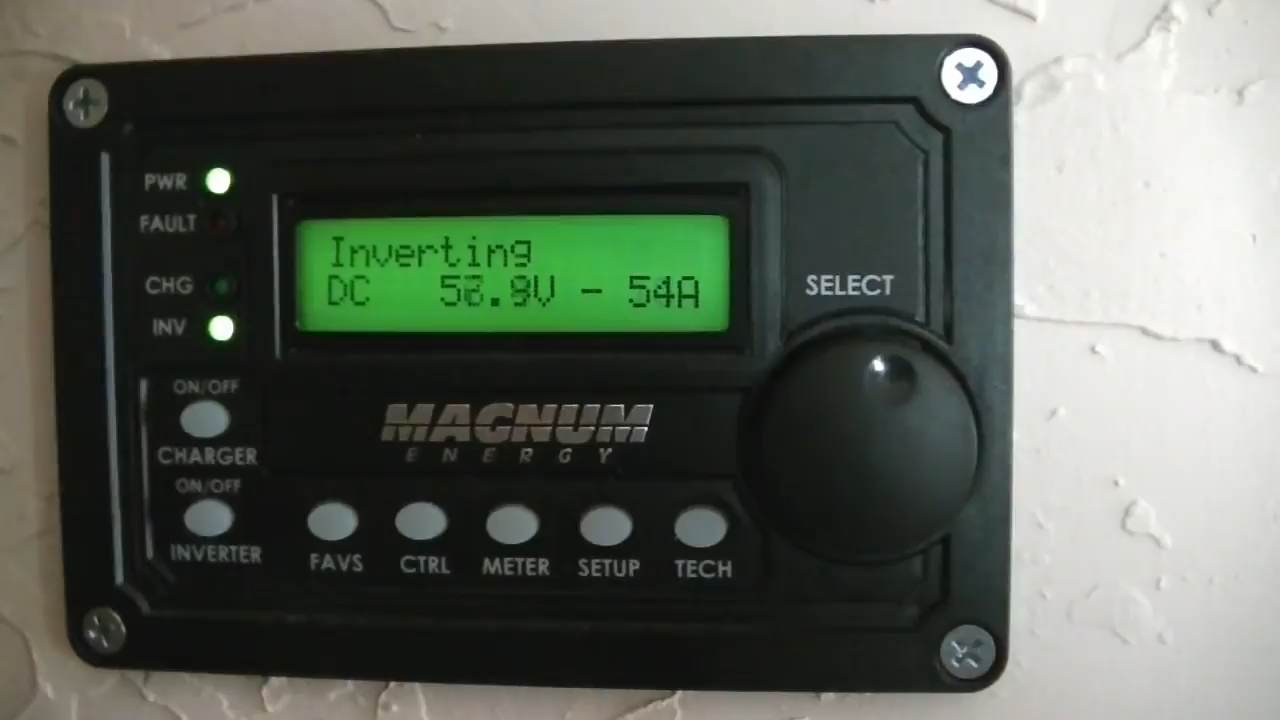 PWR
FAULT
CHG
INV
Inverting
DC - 54A
SELECT
ON/OFF
CHARGER
ON/OFF
INVERTER
MAGNUM
ENERGY
FAVS
CTRL
METER
SETUP
TECH